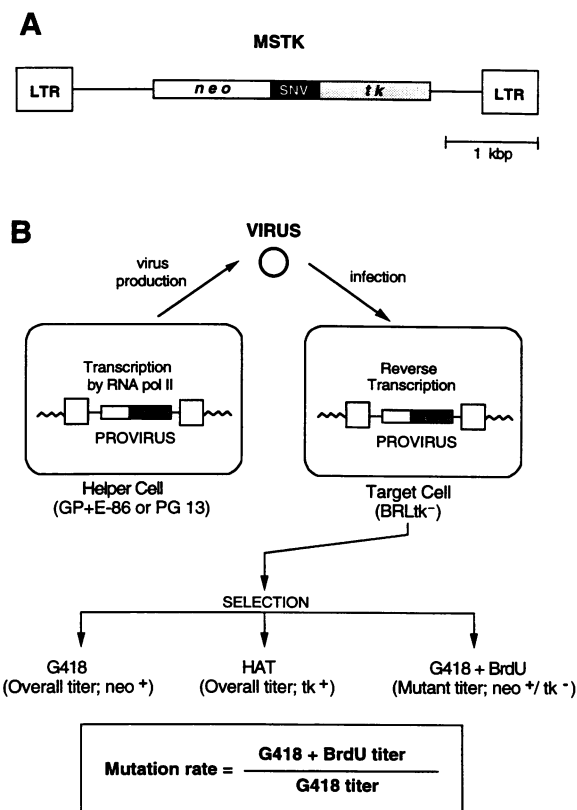 A
MSTK
LTR
neo
SNV
tk
LTR
1 kbp
B
VIRUS
virus
production
infection
Transcription
by RNA pol II
PROVIRUS
Reverse
Transcription
PROVIRUS
Helper Cell
(GP+E-86 or PG 13)
Target Cell
(BRLtk⁻)
SELECTION
G418
(Overall titer; neo⁺)
HAT
(Overall titer; tk⁺)
G418 + BrdU
(Mutant titer; neo⁺/ tk⁻)
Mutation rate =
G418 + BrdU titer
G418 titer